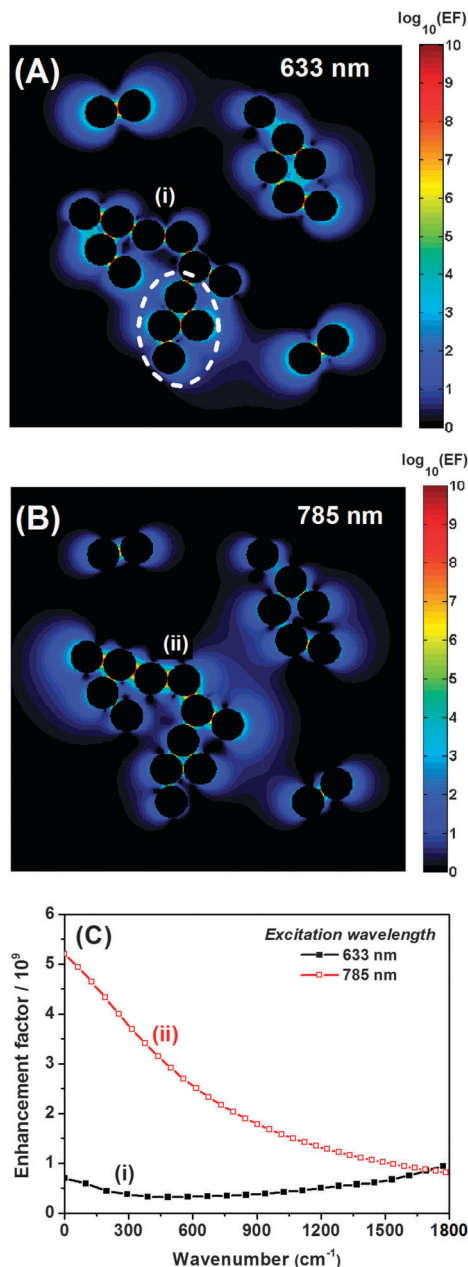 log₁₀(EF)
(A)
633 nm
(i)
10
9
8
7
6
5
4
3
2
1
0
log₁₀(EF)
(B)
785 nm
(ii)
10
9
8
7
6
5
4
3
2
1
0
(C)
Excitation wavelength
633 nm
785 nm
(ii)
(i)
Enhancement factor / 10⁹
6
5
4
3
2
1
0
0 300 600 900 1200 1500 1800
Wavenumber (cm⁻¹)